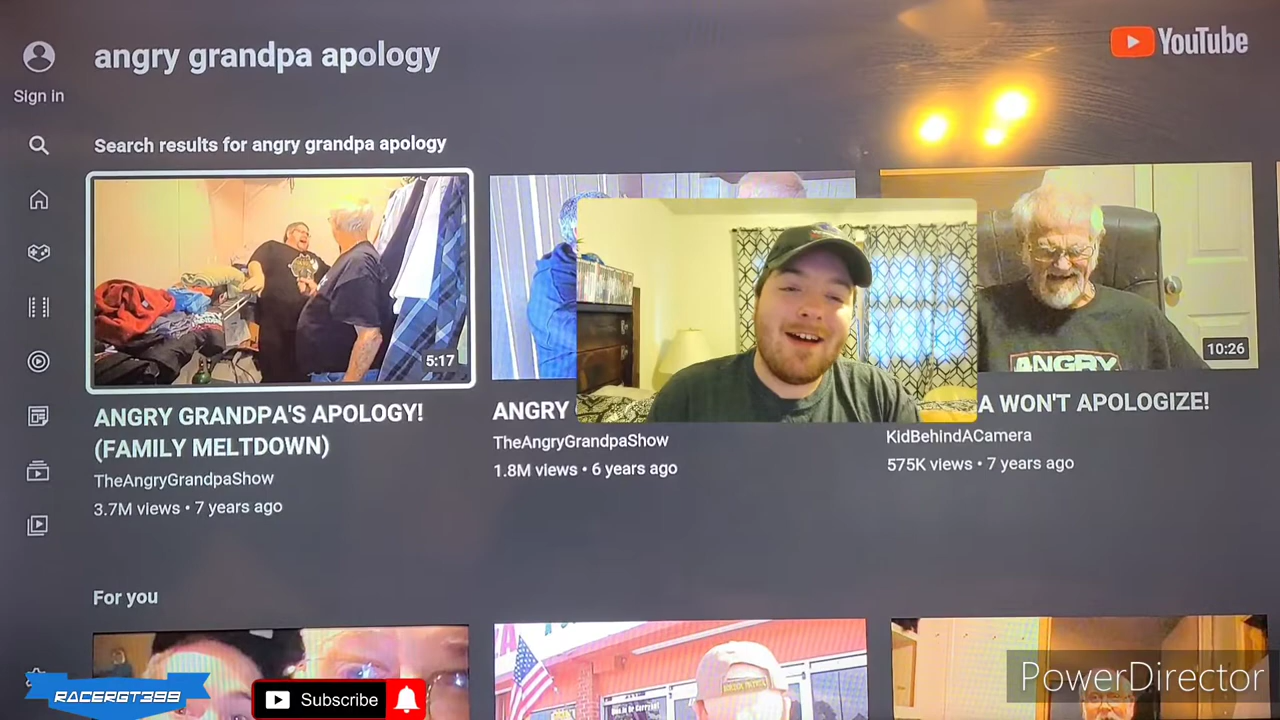 angry grandpa apology
YouTube
Sign in
Search results for angry grandpa apology
5:17
ANGRY
10:26
ANGRY GRANDPA'S APOLOGY!
(FAMILY MELTDOWN)
TheAngryGrandpaShow
3.7M views • 7 years ago
ANGRY
TheAngryGrandpaShow
1.8M views • 6 years ago
A WON'T APOLOGIZE!
KidBehindACamera
575K views • 7 years ago
For you
RACERGT399
Subscribe
PowerDirector